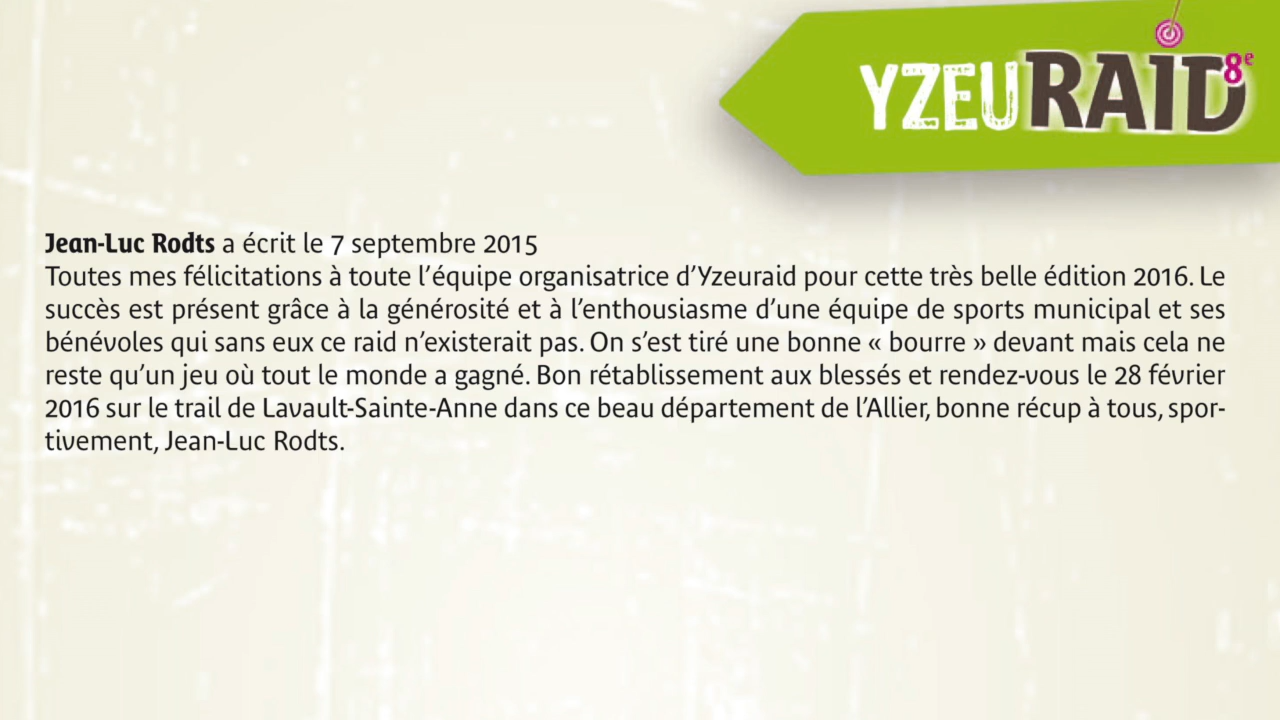 YZEURAID 8e
Jean-Luc Rodts a écrit le 7 septembre 2015
Toutes mes félicitations à toute l’équipe organisatrice d’Yzeuraid pour cette très belle édition 2016. Le
succès est présent grâce à la générosité et à l’enthousiasme d’une équipe de sports municipal et ses
bénévoles qui sans eux ce raid n’existerait pas. On s’est tiré une bonne « bourre » devant mais cela ne
reste qu’un jeu où tout le monde a gagné. Bon rétablissement aux blessés et rendez-vous le 28 février
2016 sur le trail de Lavault-Sainte-Anne dans ce beau département de l’Allier, bonne récup à tous, spor-
tivement, Jean-Luc Rodts.